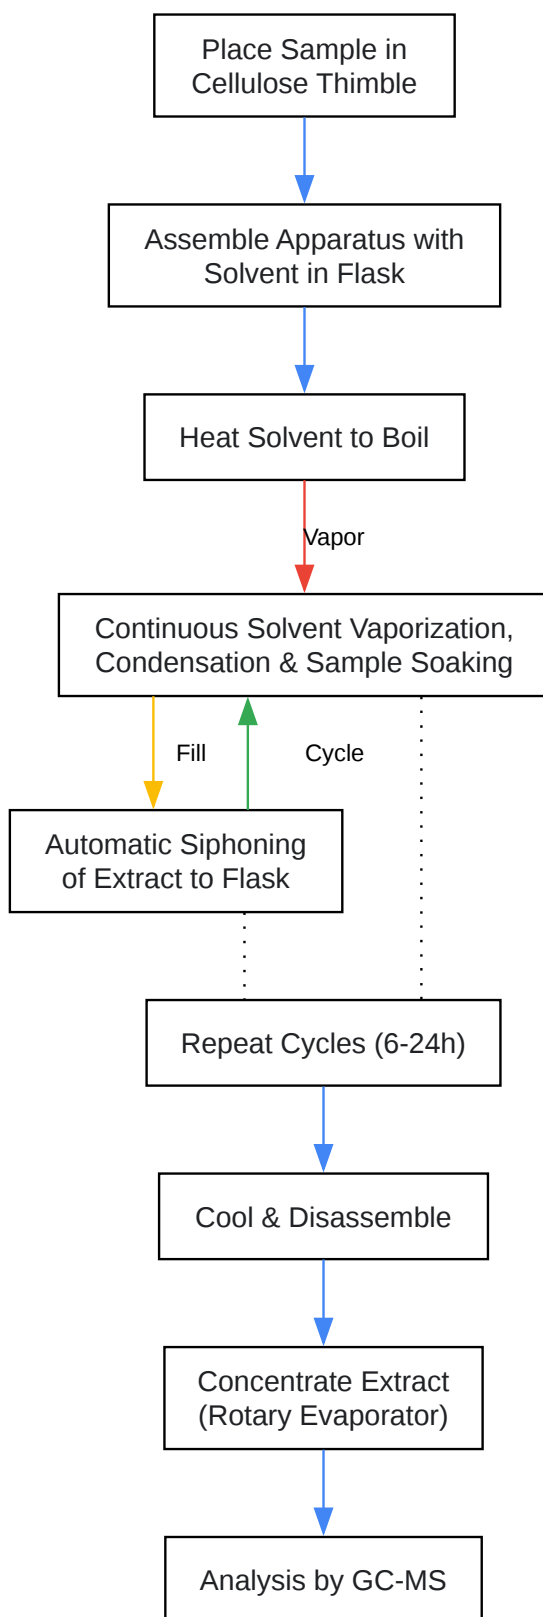 Place Sample in
Cellulose Thimble
Assemble Apparatus with
Solvent in Flask
Heat Solvent to Boil
Vapor
Continuous Solvent Vaporization,
Condensation & Sample Soaking
Fill
Cycle
Automatic Siphoning
of Extract to Flask
Repeat Cycles (6-24h)
Cool & Disassemble
Concentrate Extract
(Rotary Evaporator)
Analysis by GC-MS